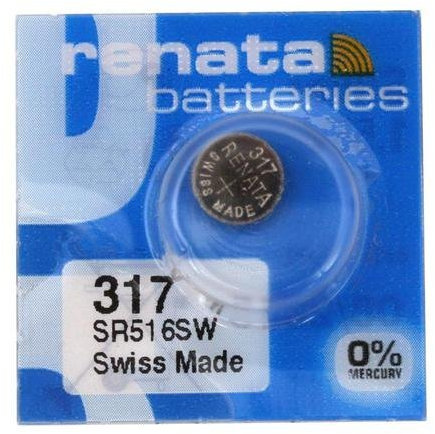 renata
batteries
317
RENATA
+
SWISS MADE
317
SR516SW
Swiss Made
0%
MERCURY